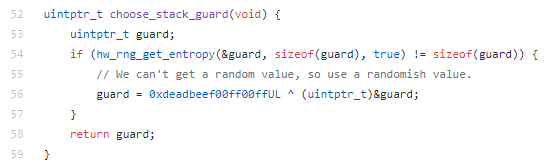 52 uintptr_t choose_stack_guard(void) {
53 uintptr_t guard;
54 if (hw_rng_get_entropy(&guard, sizeof(guard), true) != sizeof(guard)) {
55 // We can't get a random value, so use a randomish value.
56 guard = 0xdeadbeef00ff00ffUL ^ (uintptr_t)&guard;
57 }
58 return guard;
59 }